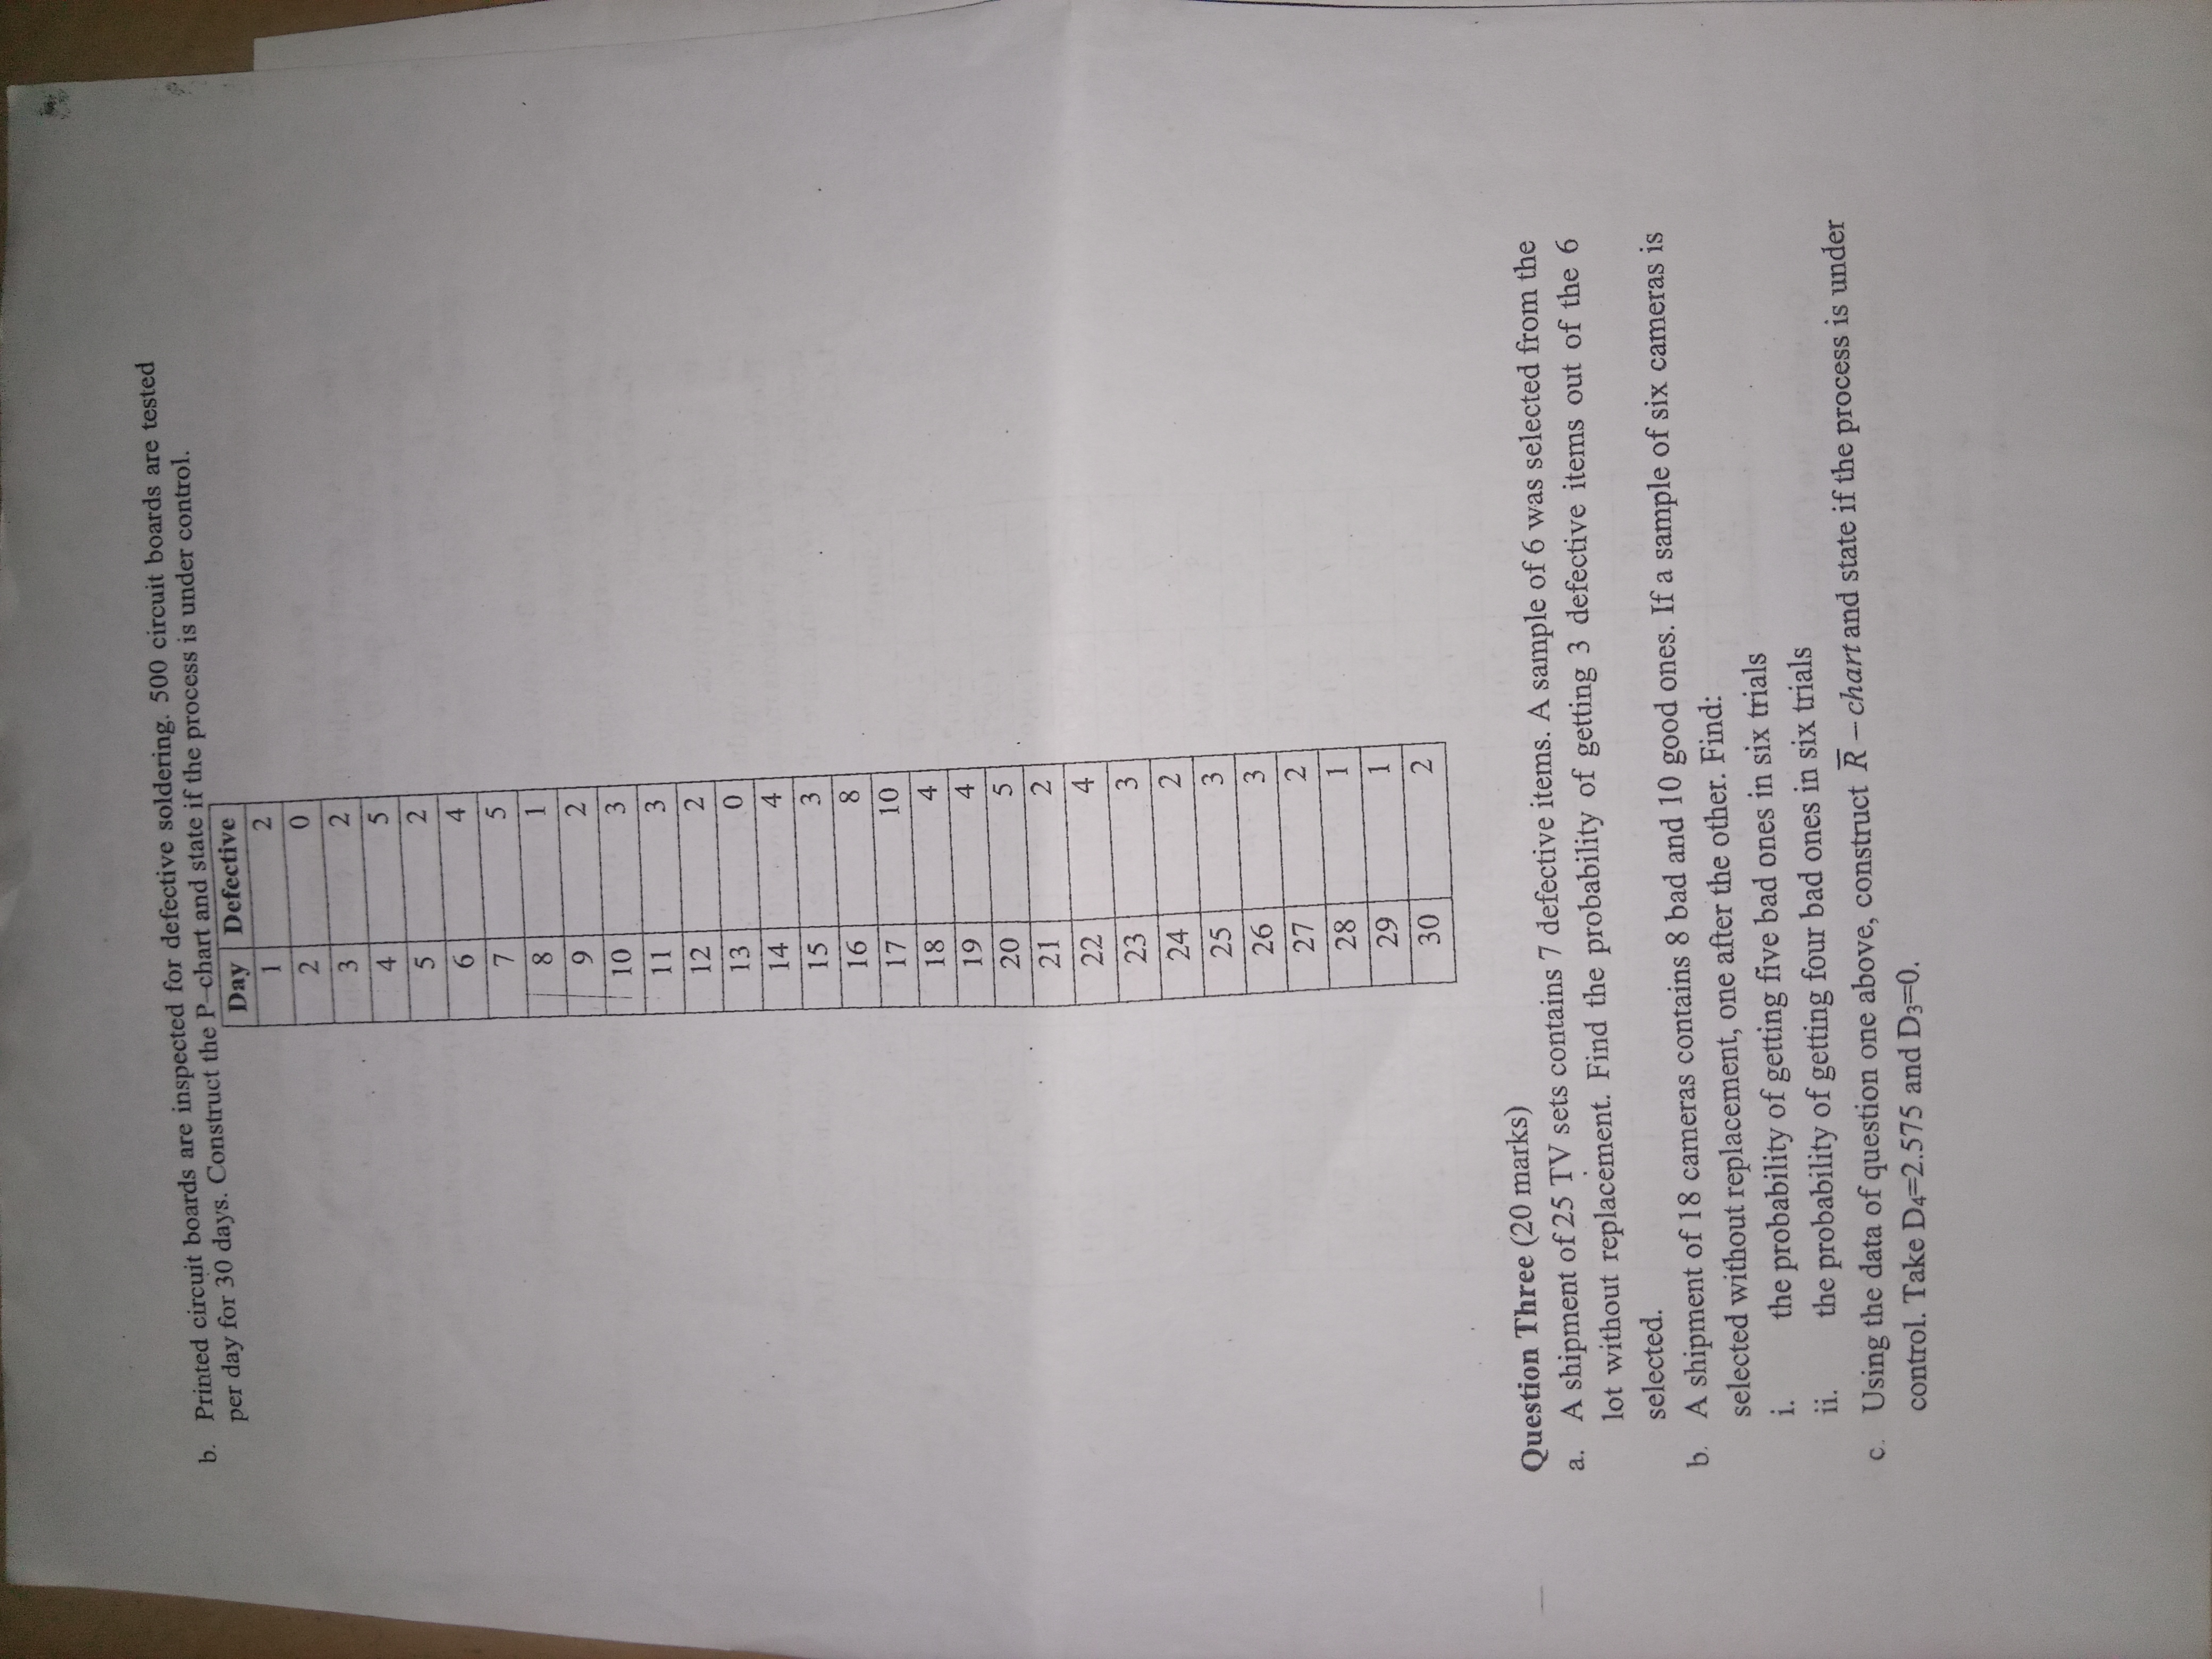 b. Printed circuit boards are inspected for defective soldering. 500 circuit boards are tested
per day for 30 days. Construct the P–chart and state if the process is under control.
Day Defective
1 2
2 0
3 2
4 5
5 2
6 4
7 5
8 1
9 2
10 3
11 3
12 2
13 0
14 4
15 3
16 8
17 10
18 4
19 4
20 5
21 2
22 4
23 3
24 2
25 3
26 3
27 2
28 1
29 1
30 2
Question Three (20 marks)
a. A shipment of 25 TV sets contains 7 defective items. A sample of 6 was selected from the
lot without replacement. Find the probability of getting 3 defective items out of the 6
selected.
b. A shipment of 18 cameras contains 8 bad and 10 good ones. If a sample of six cameras is
selected without replacement, one after the other. Find:
i. the probability of getting five bad ones in six trials
ii. the probability of getting four bad ones in six trials
c. Using the data of question one above, construct R̅ – chart and state if the process is under
control. Take D₄=2.575 and D₃=0.